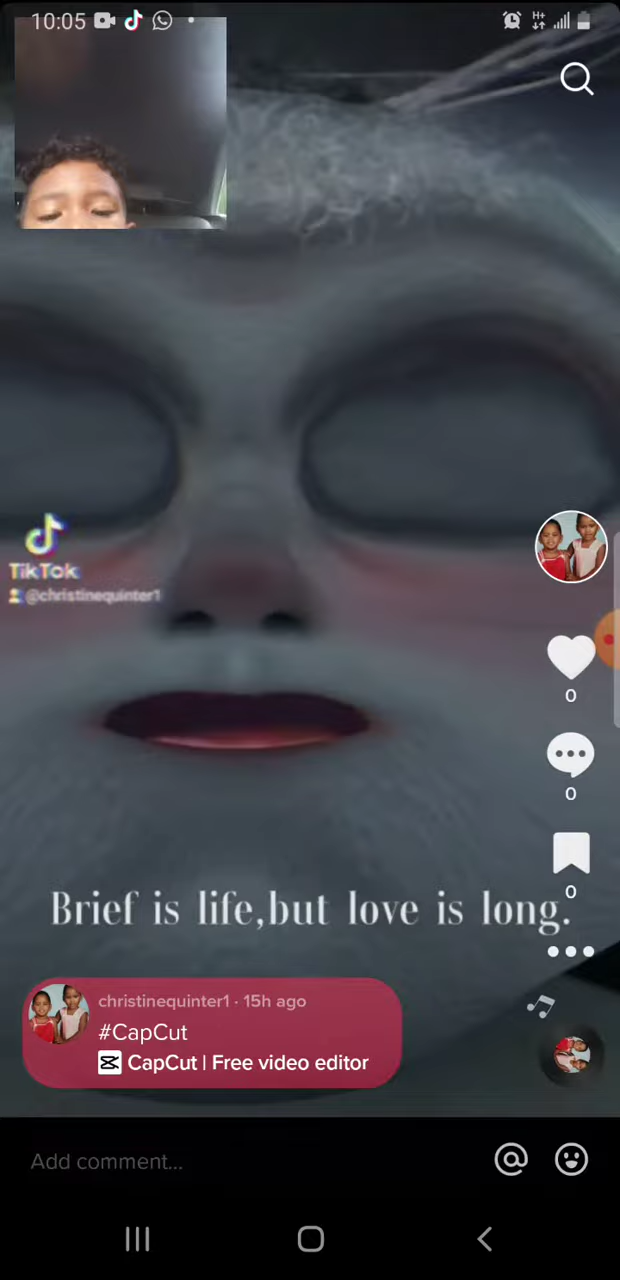 10:05
H+
TikTok
@christinequinter1
0
0
0
Brief is life,but love is long.
christinequinter1 · 15h ago
#CapCut
CapCut | Free video editor
Add comment...